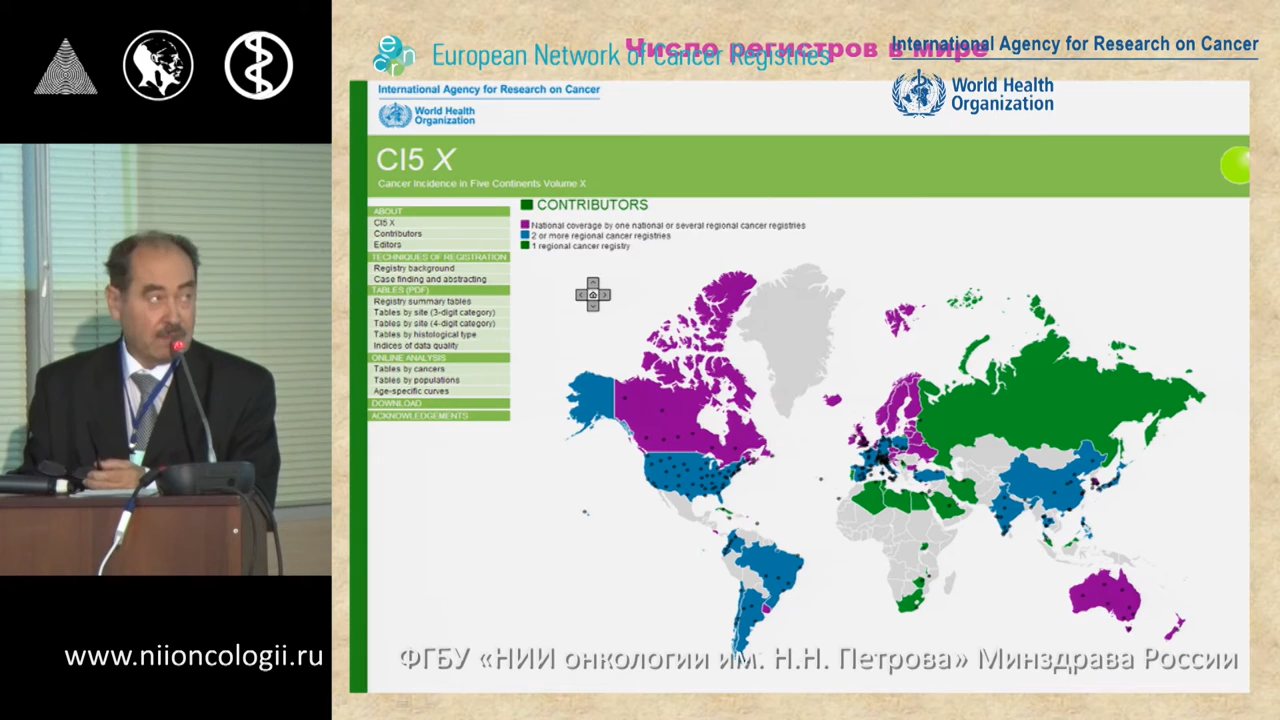 Число регистров в мире
European Network of Cancer Registries
International Agency for Research on Cancer
World Health
Organization
International Agency for Research on Cancer
World Health
Organization
CI5 X
Cancer Incidence in Five Continents Volume X
ABOUT
CI5 X
Contributors
Editors
TECHNIQUES OF REGISTRATION
Registry background
Case finding and abstracting
TABLES (PDF)
Registry summary tables
Tables by site (3-digit category)
Tables by site (4-digit category)
Tables by histological type
Indices of data quality
ONLINE ANALYSIS
Tables by cancers
Tables by populations
Age-specific curves
DOWNLOAD
ACKNOWLEDGEMENTS
CONTRIBUTORS
National coverage by one national or several regional cancer registries
2 or more regional cancer registries
1 regional cancer registry
www.niioncologii.ru
ФГБУ «НИИ онкологии им. Н.Н. Петрова» Минздрава России